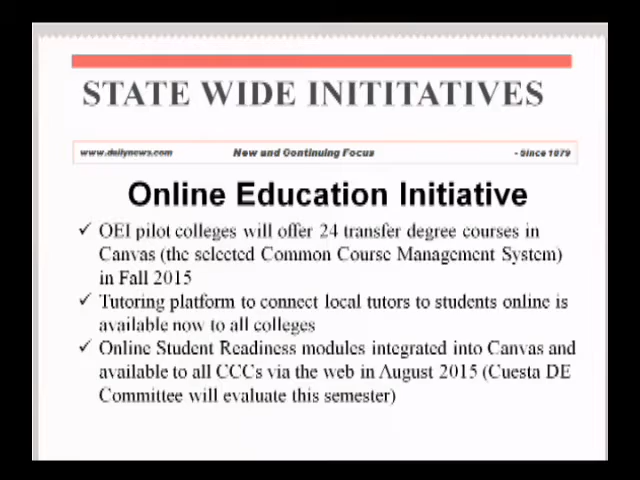 STATE WIDE INITITATIVES
www.dailynews.com New and Continuing Focus - Since 1879
Online Education Initiative
✓ OEI pilot colleges will offer 24 transfer degree courses in
Canvas (the selected Common Course Management System)
in Fall 2015
✓ Tutoring platform to connect local tutors to students online is
available now to all colleges
✓ Online Student Readiness modules integrated into Canvas and
available to all CCCs via the web in August 2015 (Cuesta DE
Committee will evaluate this semester)